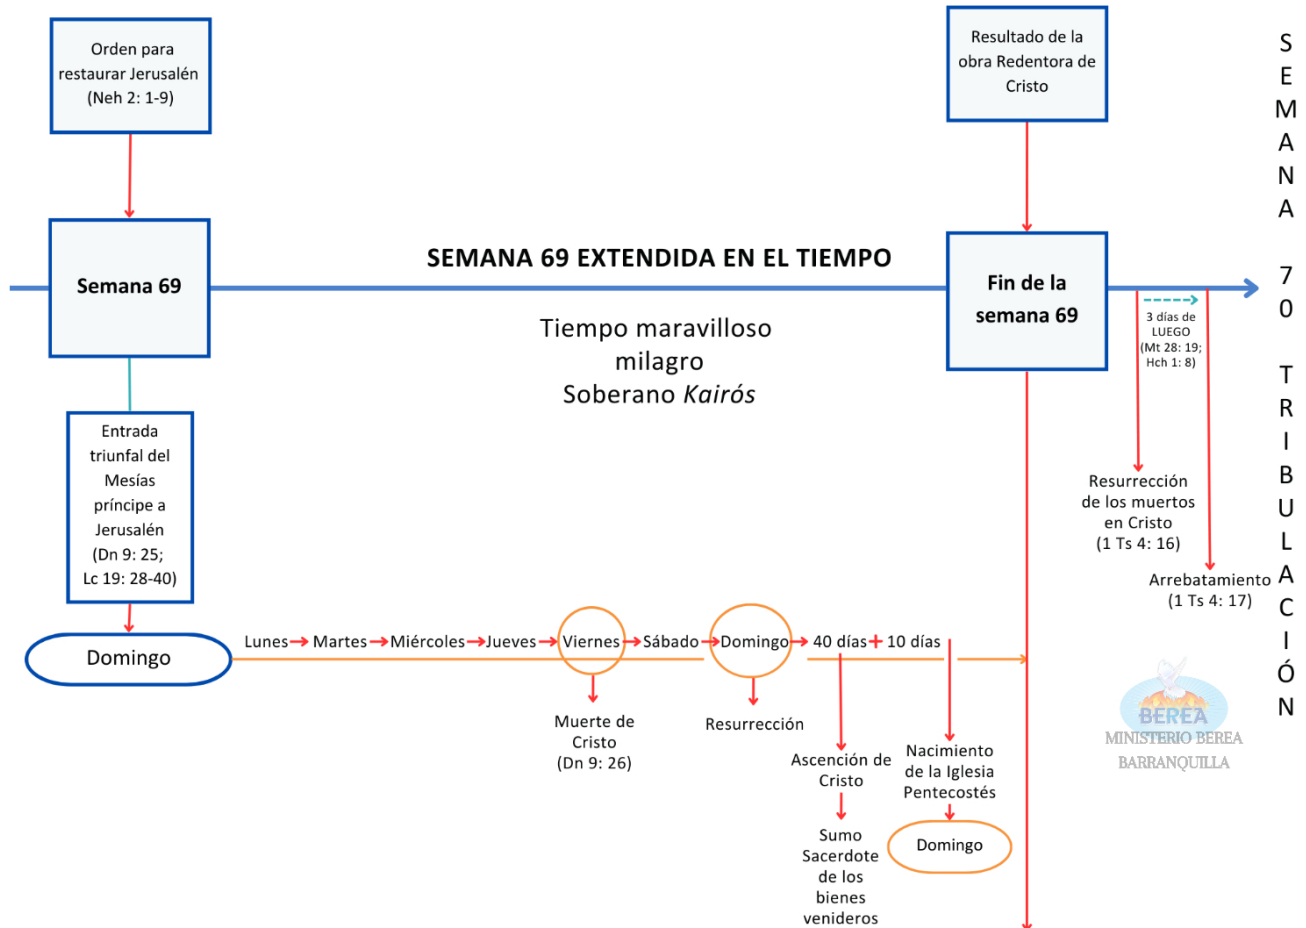 Orden para
restaurar Jerusalén
(Neh 2: 1-9)
Resultado de la
obra Redentora de
Cristo
SEMANA 70 TRIBULACIÓN
Semana 69
SEMANA 69 EXTENDIDA EN EL TIEMPO
Fin de la
semana 69
Tiempo maravilloso
milagro
Soberano Kairós
3 días de
LUEGO
(Mt 28: 19;
Hch 1: 8)
Entrada
triunfal del
Mesías
príncipe a
Jerusalén
(Dn 9: 25;
Lc 19: 28-40)
Resurrección
de los muertos
en Cristo
(1 Ts 4: 16)
Arrebatamiento
(1 Ts 4: 17)
Domingo
Lunes Martes Miércoles Jueves Viernes Sábado Domingo 40 días + 10 días
Muerte de
Cristo
(Dn 9: 26)
Resurrección
Ascención de
Cristo
Sumo
Sacerdote
de los
bienes
venideros
Nacimiento
de la Iglesia
Pentecostés
Domingo
BEREA
MINISTERIO BEREA
BARRANQUILLA